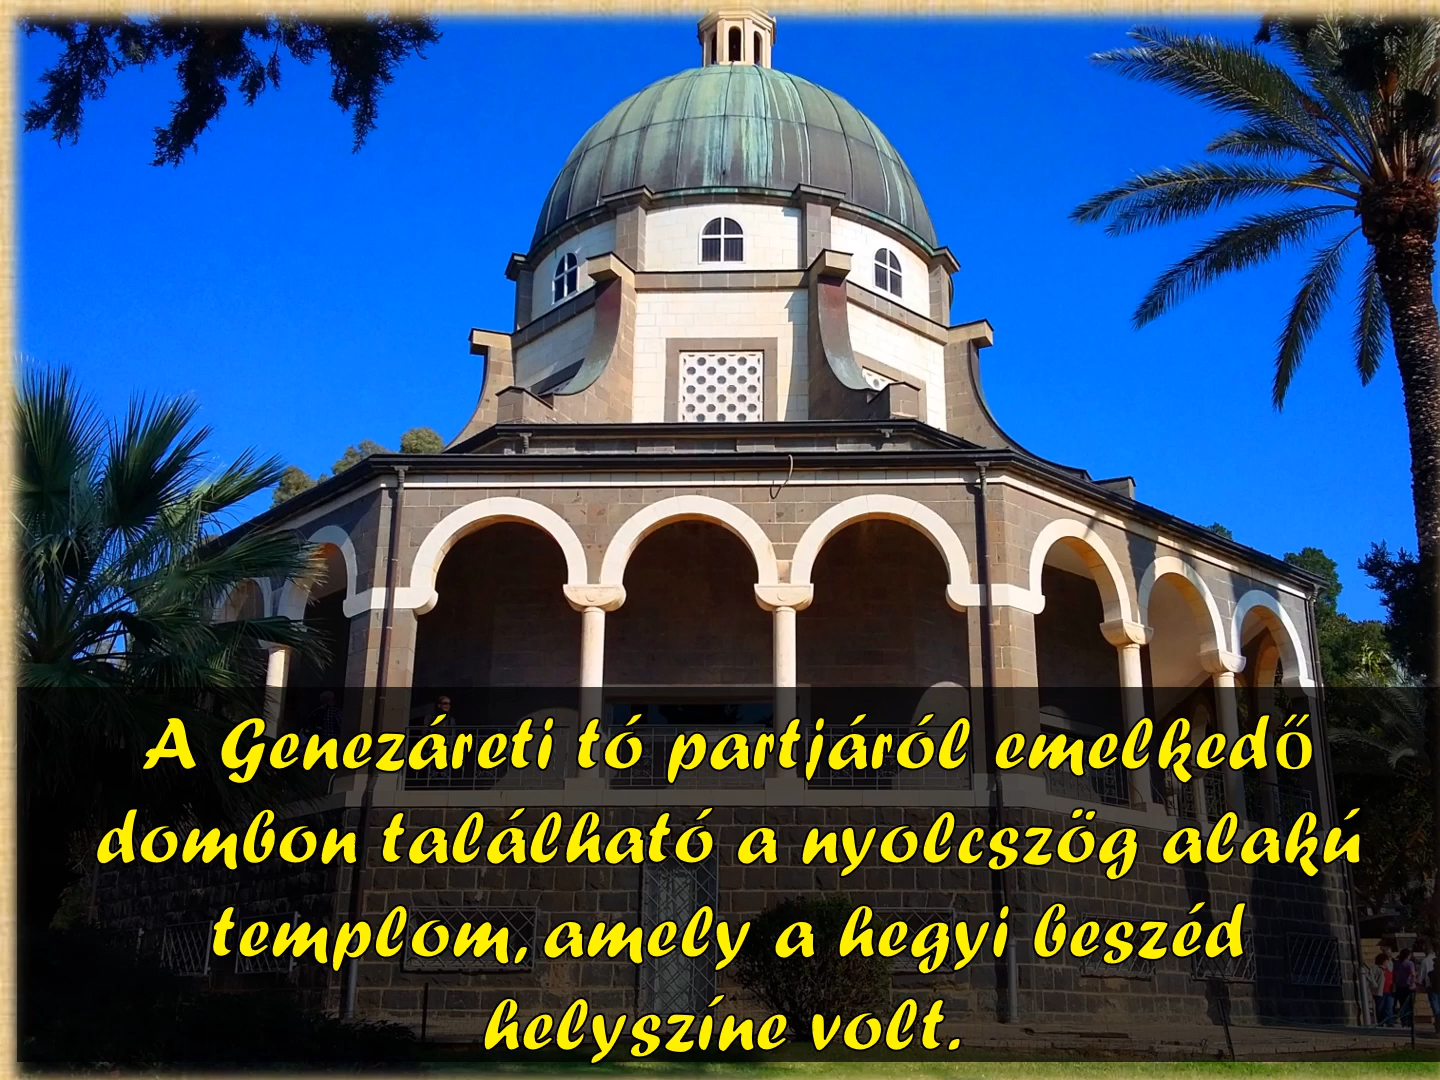 A Genezáreti tó partjáról emelkedő
dombon található a nyolcszög alakú
templom, amely a hegyi beszéd
helyszíne volt.